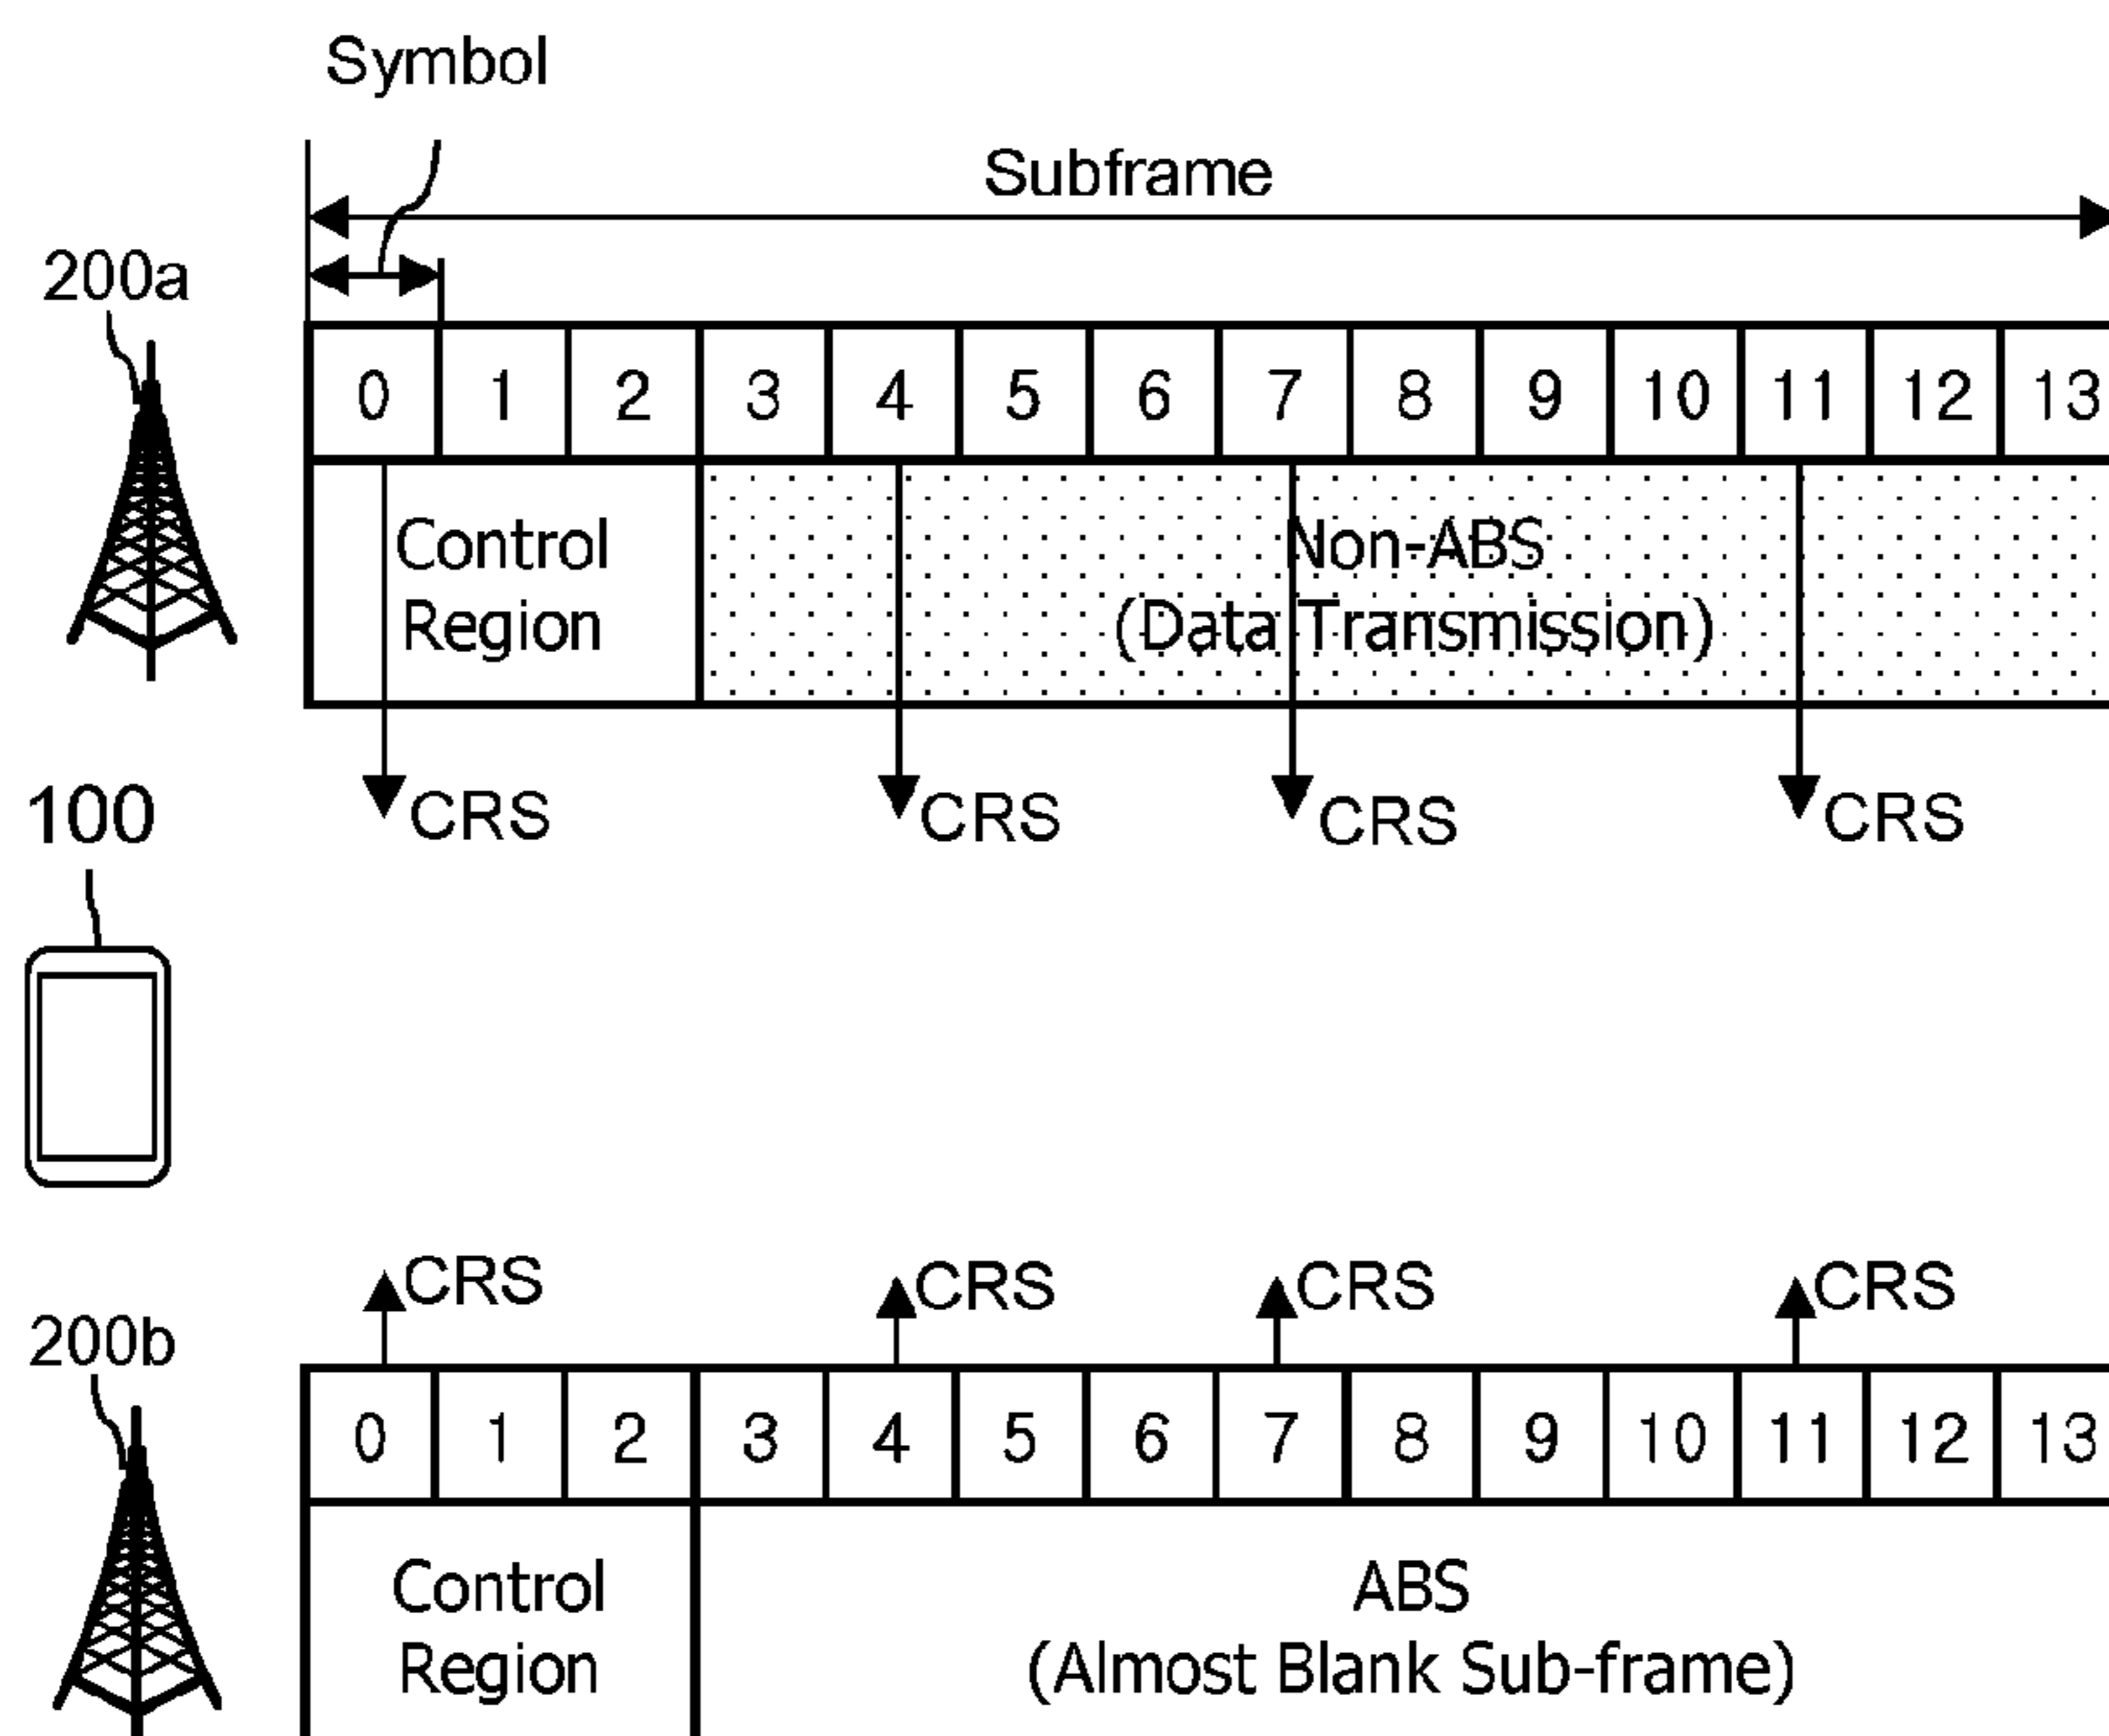 Symbol
Subframe
200a
0 1 2 3 4 5 6 7 8 9 10 11 12 13
Control
Region
Non-ABS
(Data Transmission)
CRS CRS CRS CRS
100
CRS CRS CRS CRS
200b
0 1 2 3 4 5 6 7 8 9 10 11 12 13
Control
Region
ABS
(Almost Blank Sub-frame)